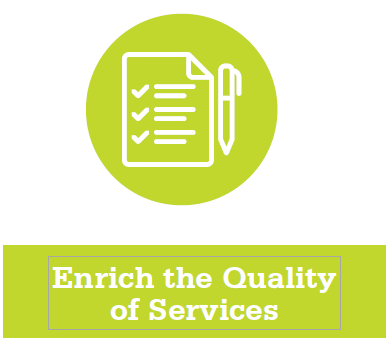 Enrich the Quality
of Services